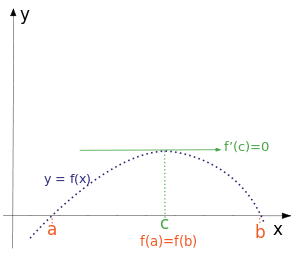 y
f’(c)=0
y = f(x)
a
c
b
x
f(a)=f(b)